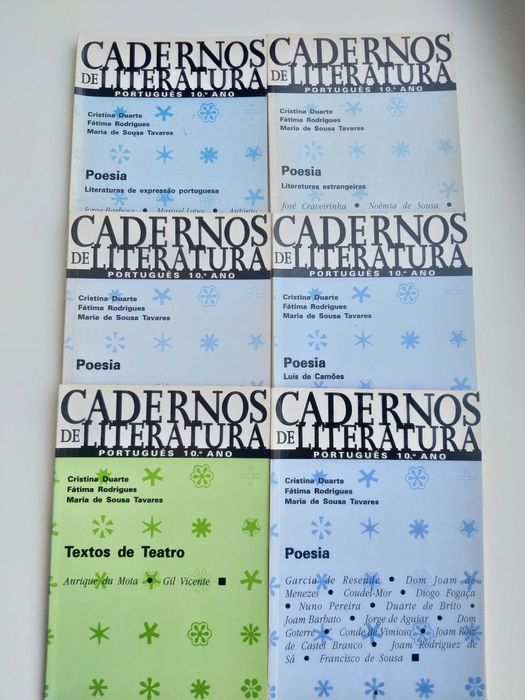 CADERNOS
DE LITERATURA
PORTUGUÊS 10.º ANO
Cristina Duarte
Fátima Rodrigues
Maria de Sousa Tavares
Poesia
Literaturas de expressão portuguesa
Jorge Barbosa • Manuel Lopes • António
CADERNOS
DE LITERATURA
PORTUGUÊS 10.º ANO
Cristina Duarte
Fátima Rodrigues
Maria de Sousa Tavares
Poesia
Literaturas estrangeiras
José Craveirinha • Noémia de Sousa •
CADERNOS
DE LITERATURA
PORTUGUÊS 10.º ANO
Cristina Duarte
Fátima Rodrigues
Maria de Sousa Tavares
Poesia
CADERNOS
DE LITERATURA
PORTUGUÊS 10.º ANO
Cristina Duarte
Fátima Rodrigues
Maria de Sousa Tavares
Poesia
Luís de Camões
CADERNOS
DE LITERATURA
PORTUGUÊS 10.º ANO
Cristina Duarte
Fátima Rodrigues
Maria de Sousa Tavares
Textos de Teatro
Anrique da Mota • Gil Vicente ■
CADERNOS
DE LITERATURA
PORTUGUÊS 10.º ANO
Cristina Duarte
Fátima Rodrigues
Maria de Sousa Tavares
Poesia
Garcia de Resende • Dom Joam de
Menezes • Coudel-Mor • Diogo Fogaça
• Nuno Pereira • Duarte de Brito •
Joam Barbato • Jorge de Aguiar • Dom
Goterre • Conde de Vimioso • Joam Roiz
de Castel Branco • Joam Rodriguez de
Sá • Francisco de Sousa ■